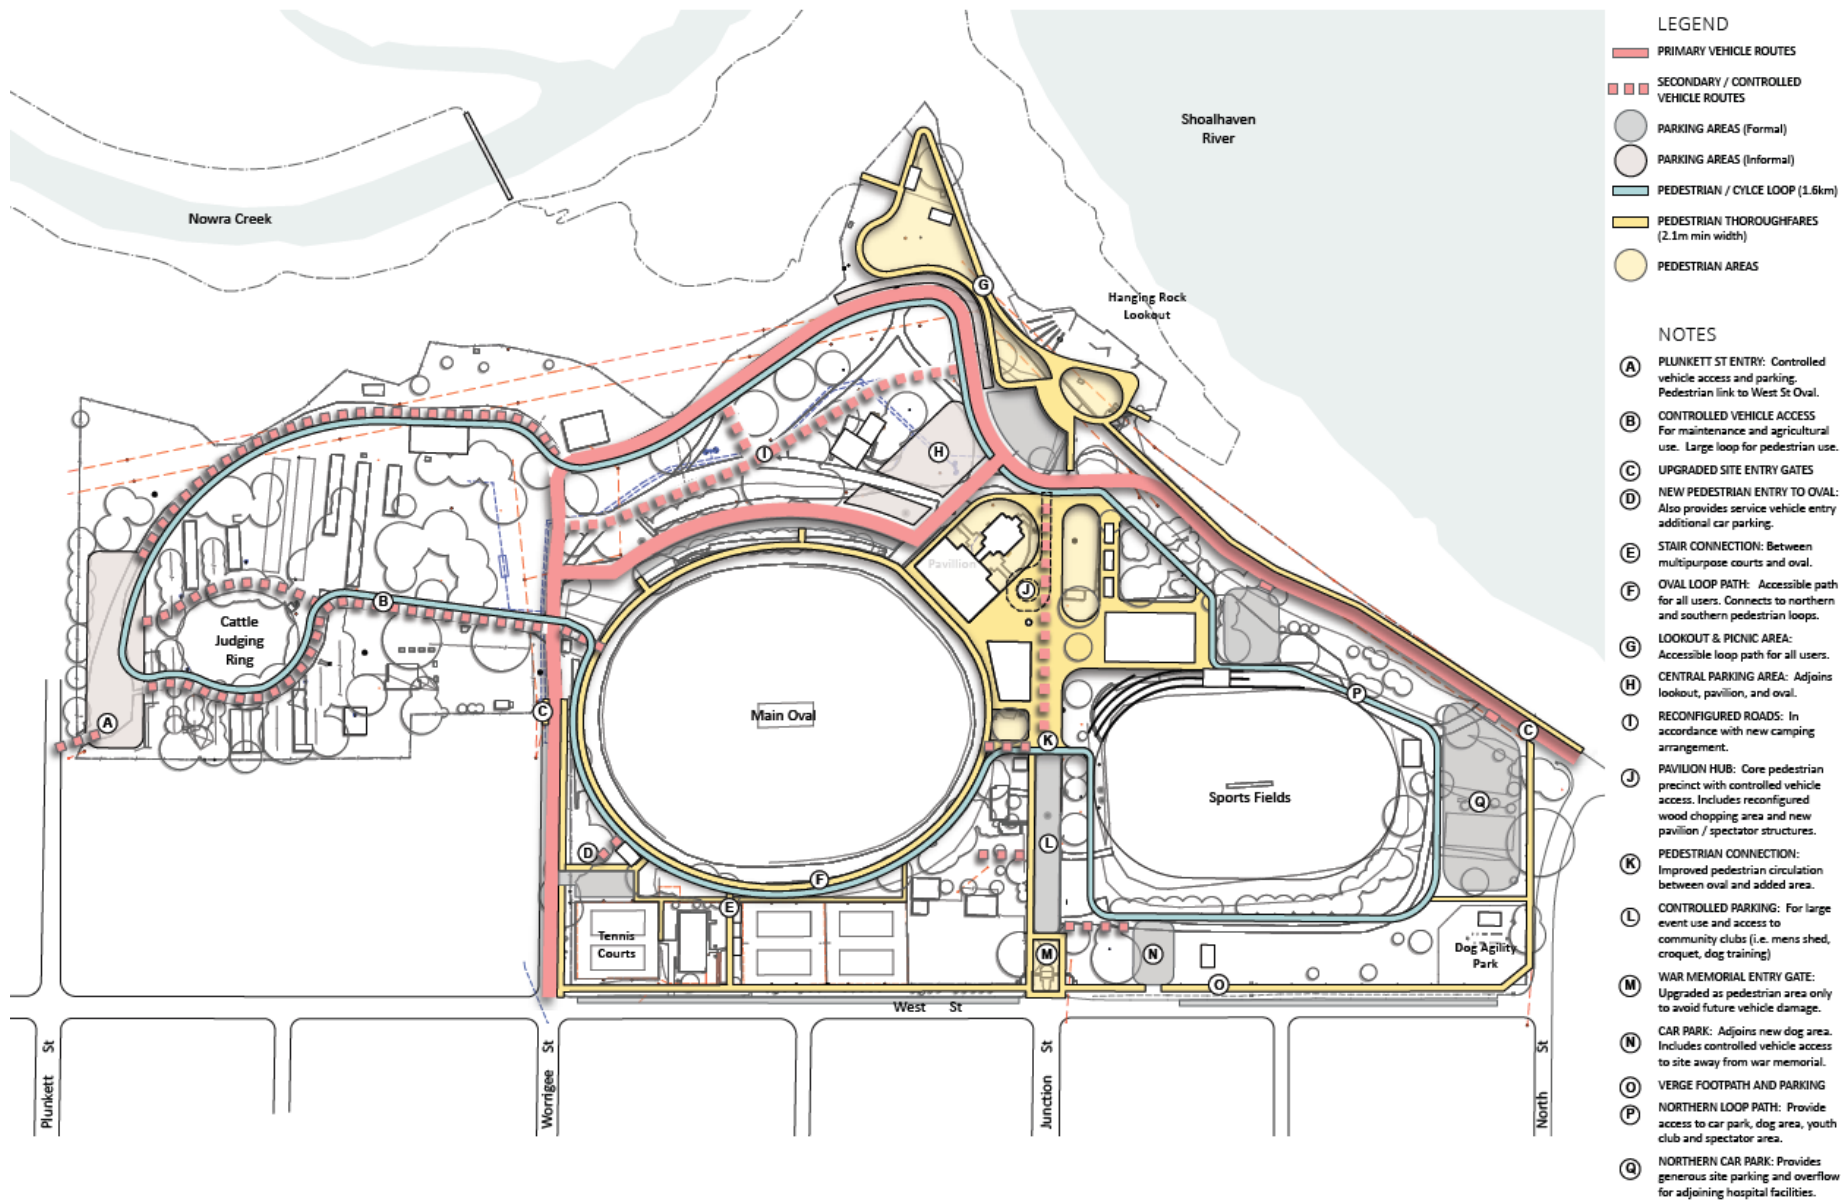 Shoalhaven
River
Nowra Creek
Hanging Rock
Lookout
G
H
I
Pavillion
J
B
Cattle
Judging
Ring
A
C
Main Oval
K
P
C
Sports Fields
Q
L
D
F
E
Tennis
Courts
M
N
O
Dog Agility
Park
West St
Plunkett St
Worrigee St
Junction St
North St
LEGEND
PRIMARY VEHICLE ROUTES
SECONDARY / CONTROLLED
VEHICLE ROUTES
PARKING AREAS (Formal)
PARKING AREAS (Informal)
PEDESTRIAN / CYLCE LOOP (1.6km)
PEDESTRIAN THOROUGHFARES
(2.1m min width)
PEDESTRIAN AREAS
NOTES
A PLUNKETT ST ENTRY: Controlled
vehicle access and parking.
Pedestrian link to West St Oval.
B CONTROLLED VEHICLE ACCESS
For maintenance and agricultural
use. Large loop for pedestrian use.
C UPGRADED SITE ENTRY GATES
D NEW PEDESTRIAN ENTRY TO OVAL:
Also provides service vehicle entry
additional car parking.
E STAIR CONNECTION: Between
multipurpose courts and oval.
F OVAL LOOP PATH: Accessible path
for all users. Connects to northern
and southern pedestrian loops.
G LOOKOUT & PICNIC AREA:
Accessible loop path for all users.
H CENTRAL PARKING AREA: Adjoins
lookout, pavilion, and oval.
I RECONFIGURED ROADS: In
accordance with new camping
arrangement.
J PAVILION HUB: Core pedestrian
precinct with controlled vehicle
access. Includes reconfigured
wood chopping area and new
pavilion / spectator structures.
K PEDESTRIAN CONNECTION:
Improved pedestrian circulation
between oval and added area.
L CONTROLLED PARKING: For large
event use and access to
community clubs (i.e. mens shed,
croquet, dog training)
M WAR MEMORIAL ENTRY GATE:
Upgraded as pedestrian area only
to avoid future vehicle damage.
N CAR PARK: Adjoins new dog area.
Includes controlled vehicle access
to site away from war memorial.
O VERGE FOOTPATH AND PARKING
P NORTHERN LOOP PATH: Provide
access to car park, dog area, youth
club and spectator area.
Q NORTHERN CAR PARK: Provides
generous site parking and overflow
for adjoining hospital facilities.